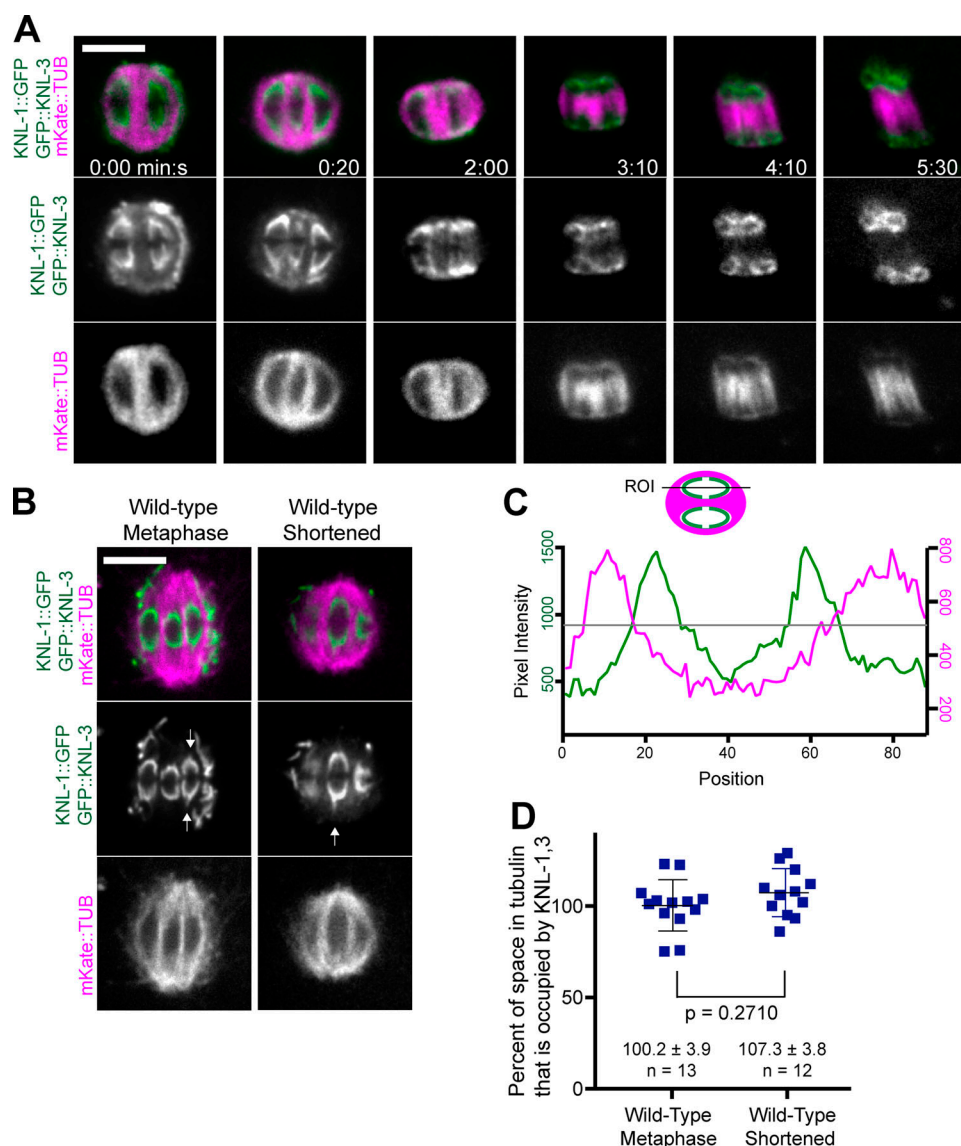 A
KNL-1::GFP
GFP::KNL-3
mKate::TUB
0:00 min:s
0:20
2:00
3:10
4:10
5:30
KNL-1::GFP
GFP::KNL-3
mKate::TUB
B
Wild-type
Metaphase
Wild-type
Shortened
KNL-1::GFP
GFP::KNL-3
mKate::TUB
KNL-1::GFP
GFP::KNL-3
mKate::TUB
C
ROI
Pixel Intensity
1500
1000
500
800
600
400
200
0
20
40
60
80
Position
D
Percent of space in tubulin
that is occupied by KNL-1,3
100
50
0
p = 0.2710
100.2 ± 3.9
n = 13
107.3 ± 3.8
n = 12
Wild-Type
Metaphase
Wild-Type
Shortened